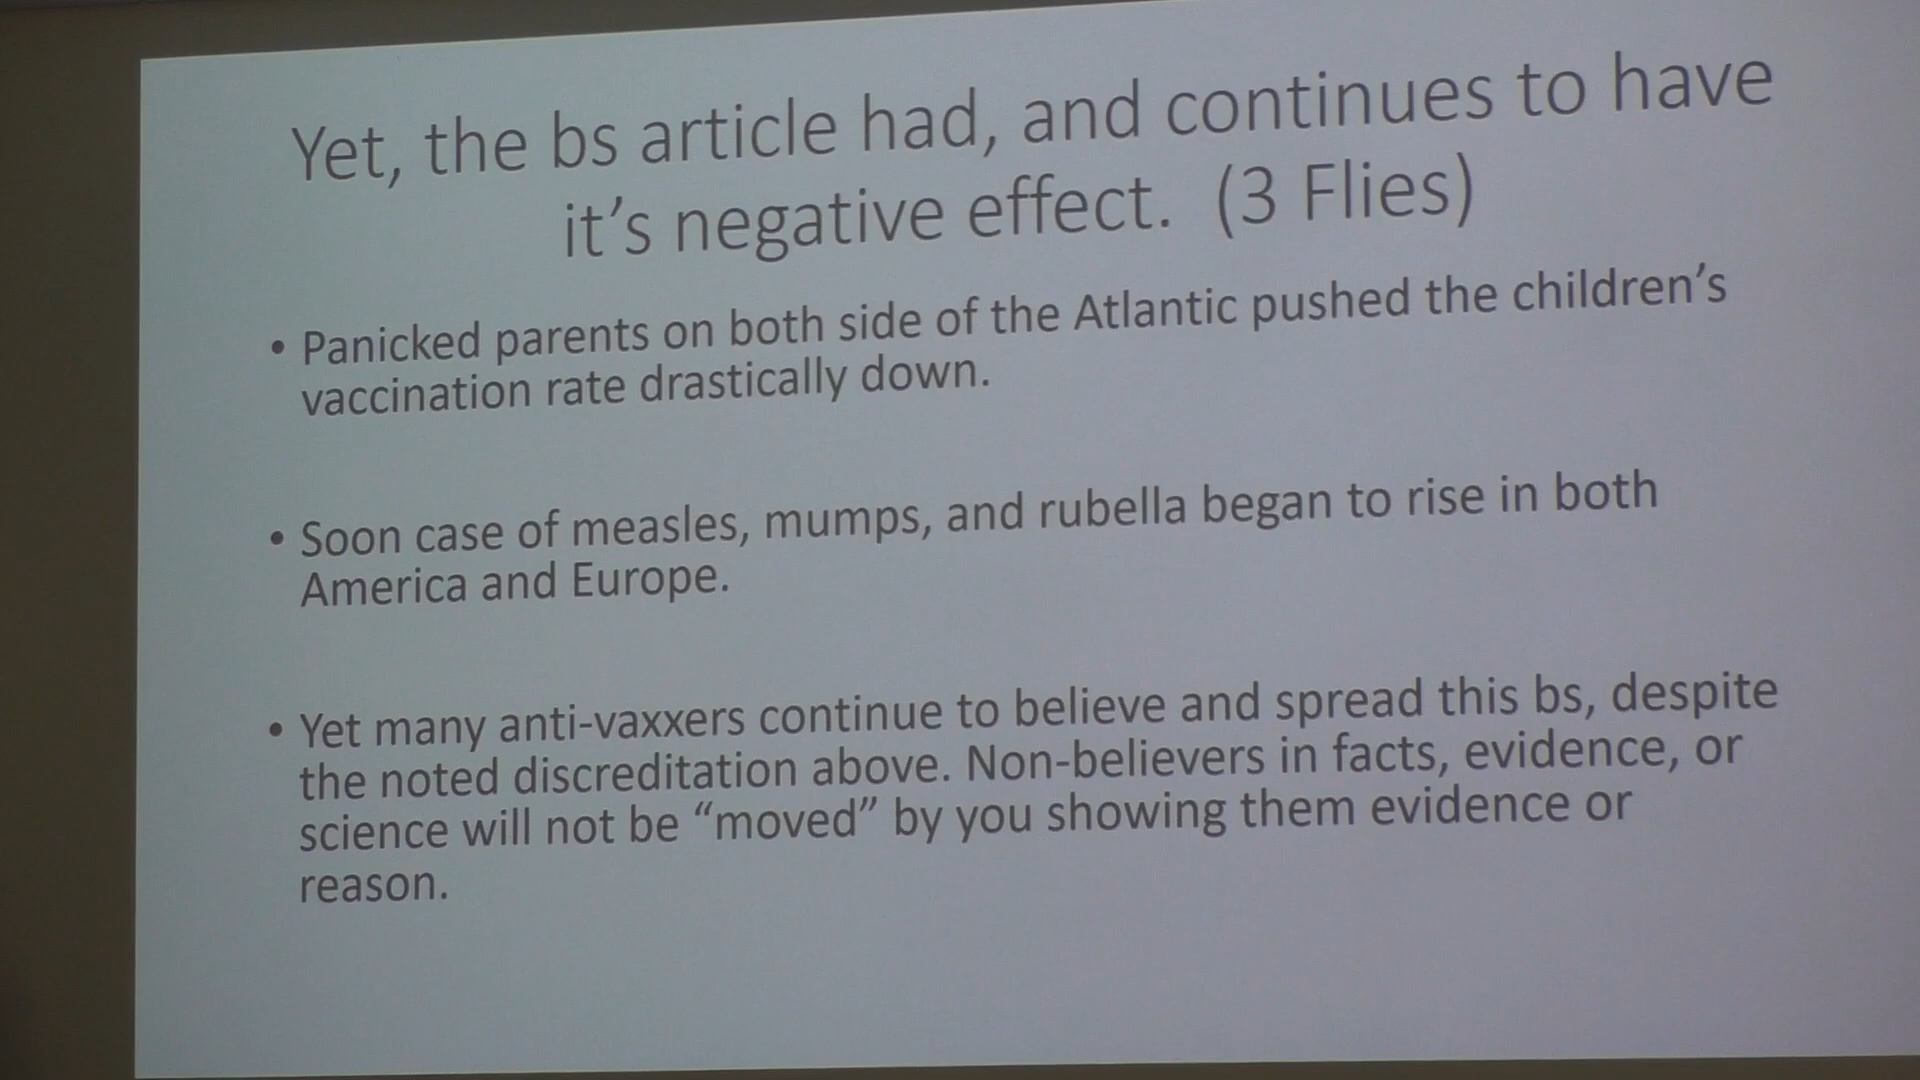 Yet, the bs article had, and continues to have
it's negative effect. (3 Flies)
• Panicked parents on both side of the Atlantic pushed the children's
vaccination rate drastically down.
• Soon case of measles, mumps, and rubella began to rise in both
America and Europe.
• Yet many anti-vaxxers continue to believe and spread this bs, despite
the noted discreditation above. Non-believers in facts, evidence, or
science will not be “moved” by you showing them evidence or
reason.